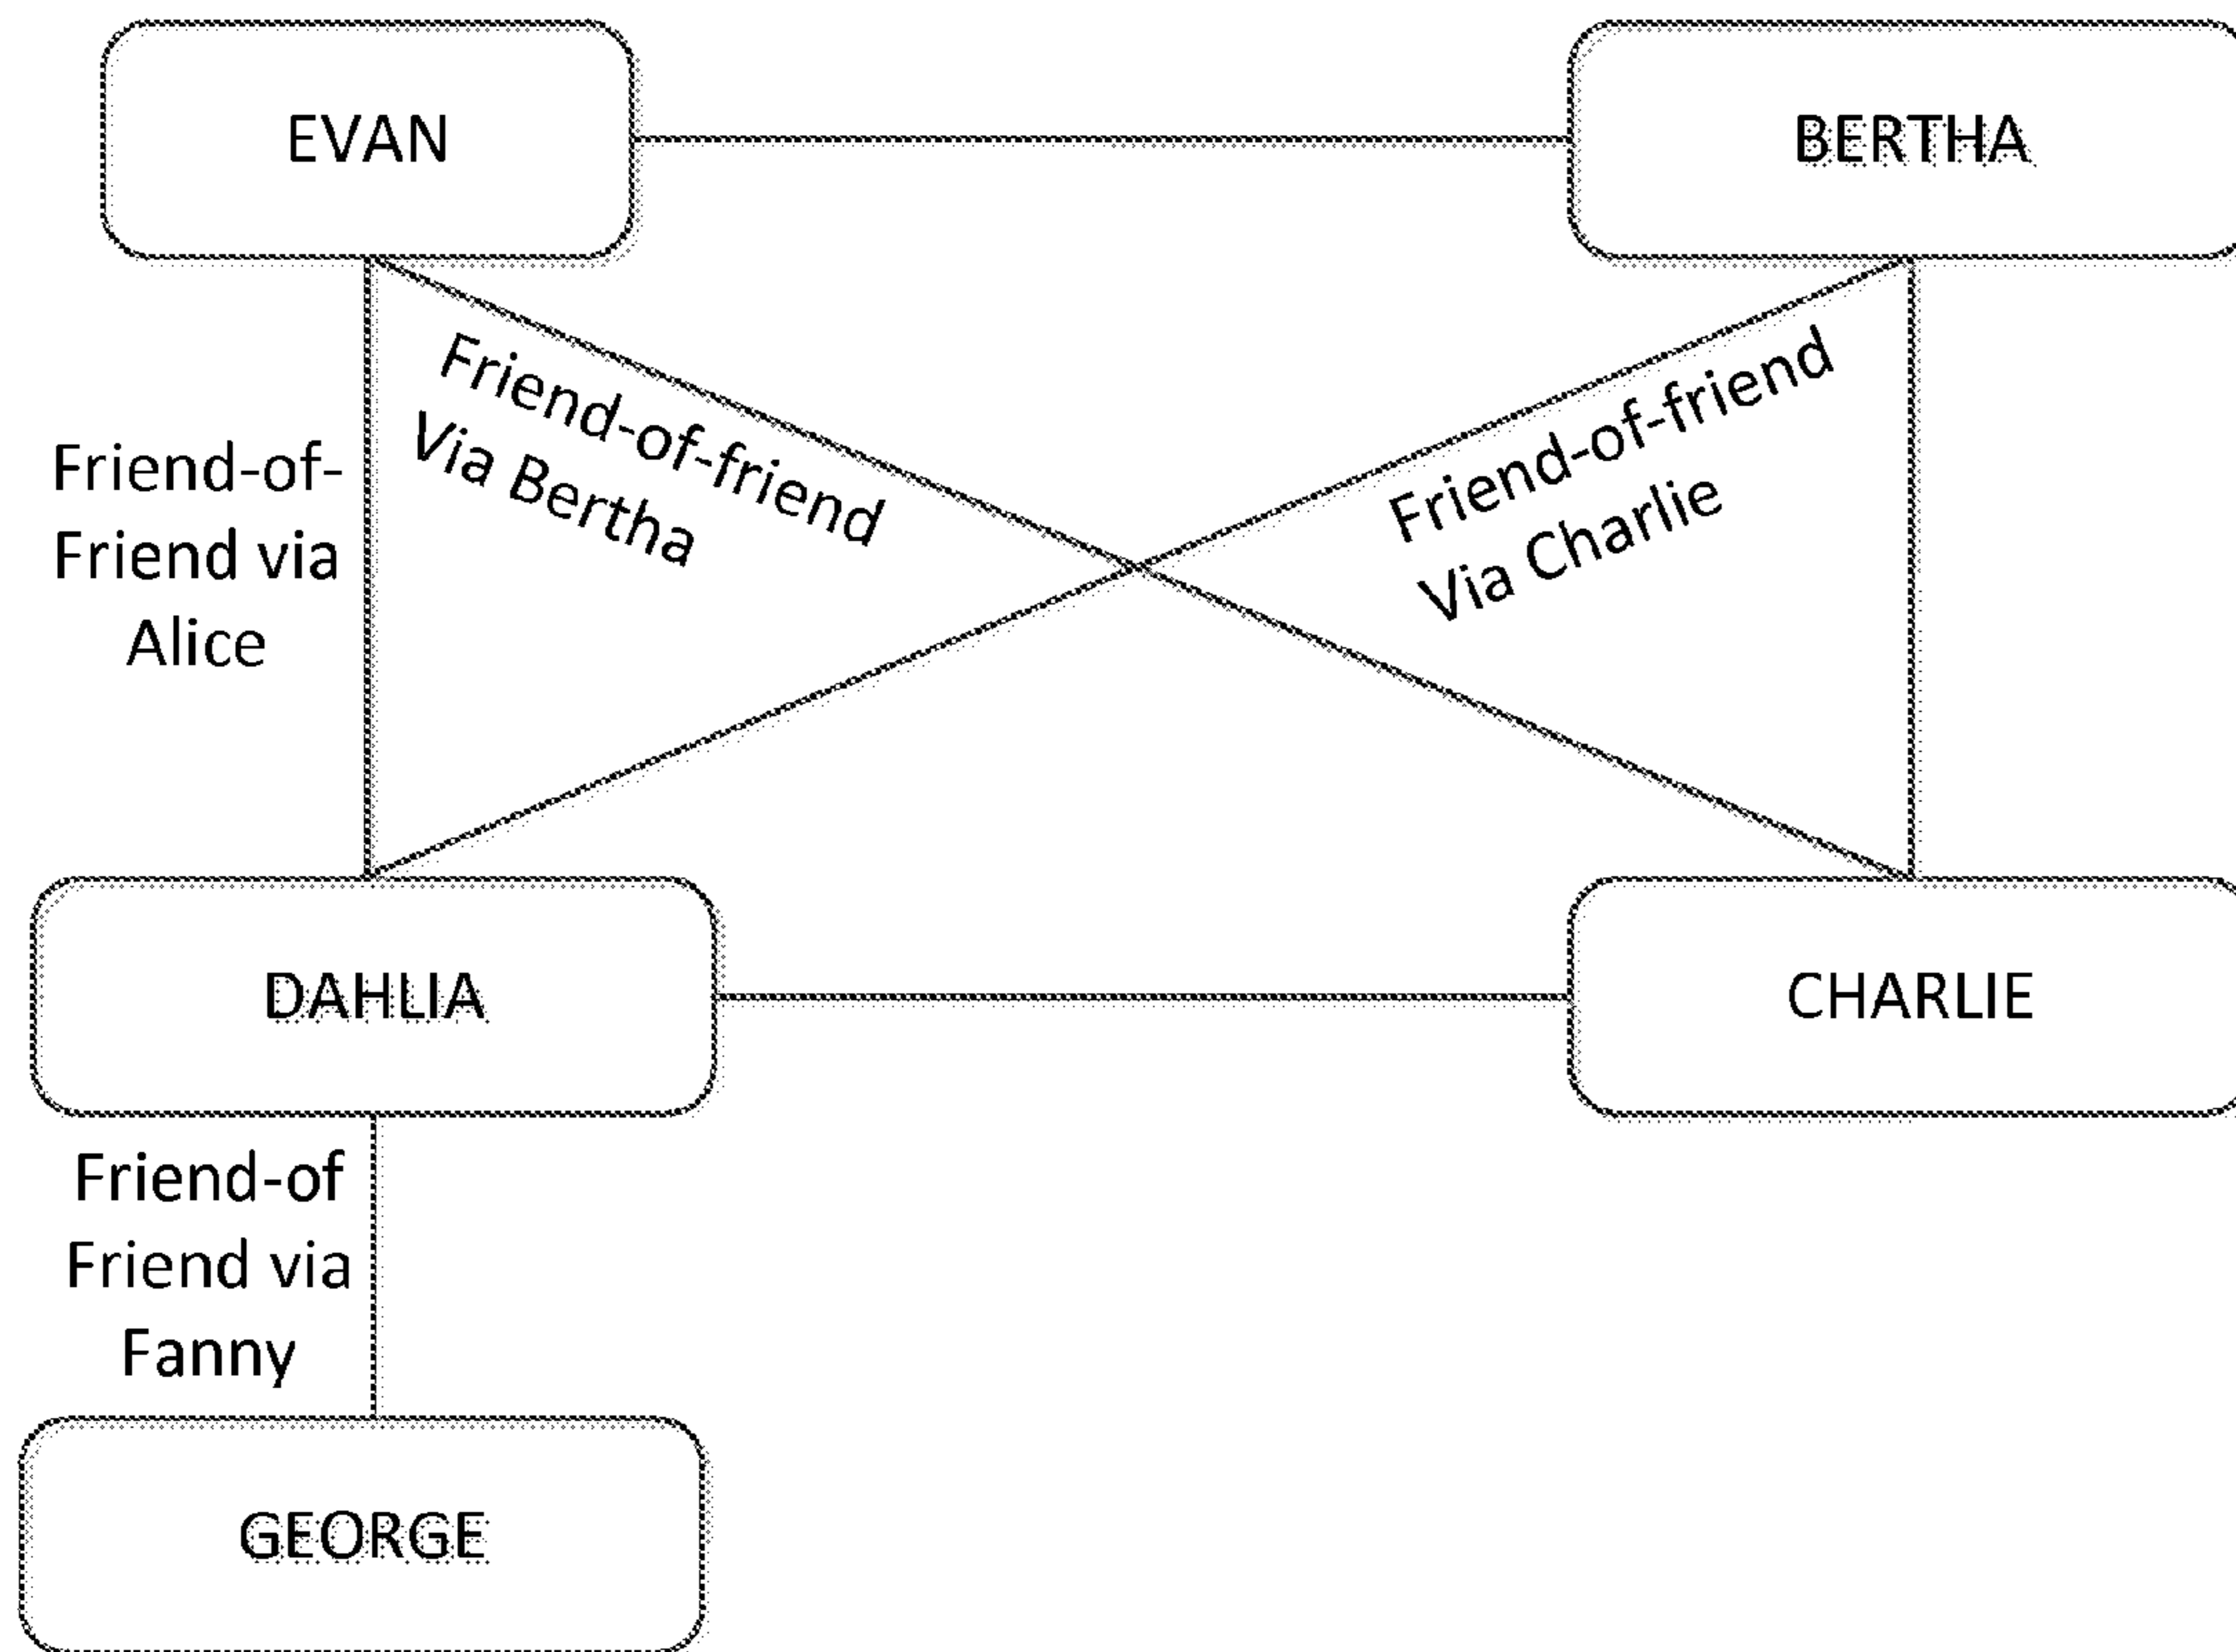 EVAN
BERTHA
Friend-of-friend
Via Bertha
Friend-of-friend
Via Charlie
Friend-of-
Friend via
Alice
DAHLIA
CHARLIE
Friend-of
Friend via
Fanny
GEORGE